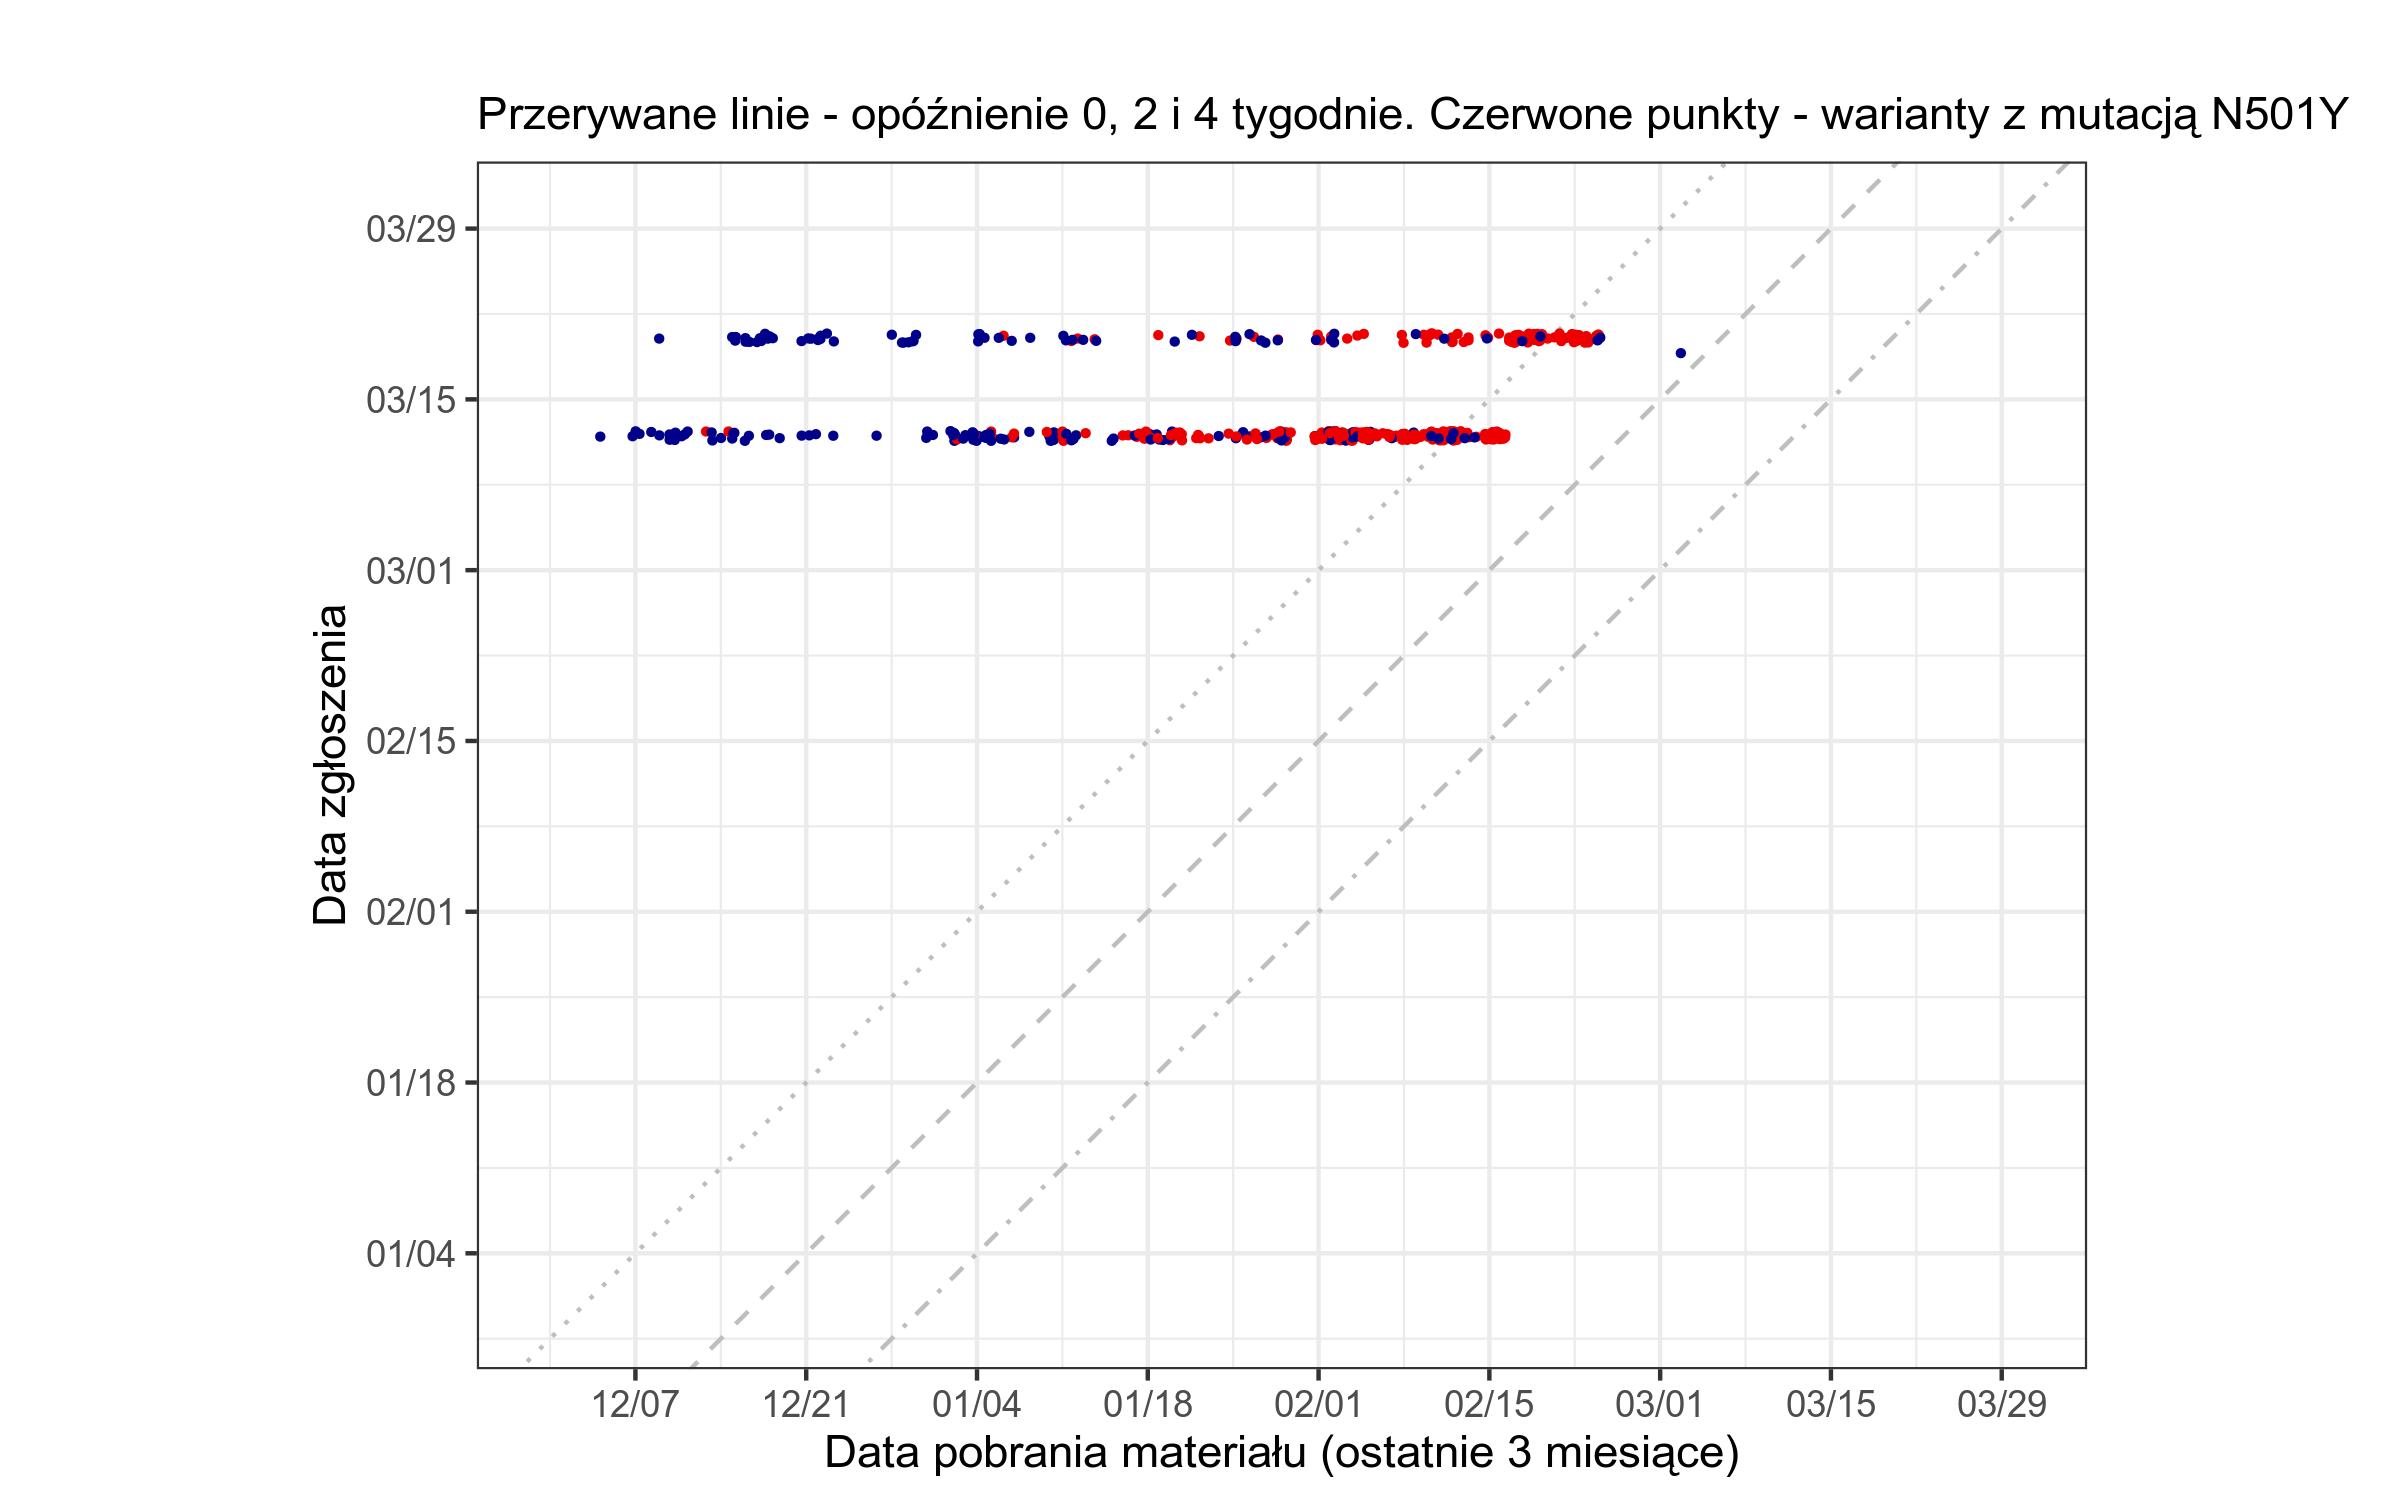 Przerywane linie - opóźnienie 0, 2 i 4 tygodnie. Czerwone punkty - warianty z mutacją N501Y
Data zgłoszenia
03/29
03/15
03/01
02/15
02/01
01/18
01/04
12/07 12/21 01/04 01/18 02/01 02/15 03/01 03/15 03/29
Data pobrania materiału (ostatnie 3 miesiące)